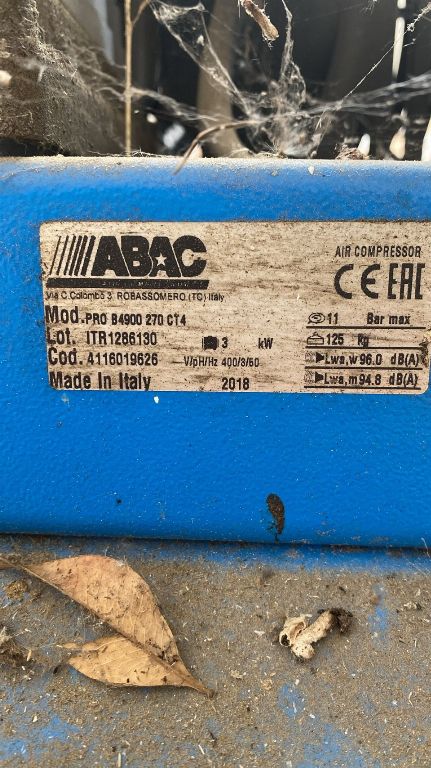 ABAC
AIR COMPRESSOR
CE EAC
Via C.Colombo 3, ROBASSOMERO (TO) Italy
Mod. PRO B4900 270 CT4
11 Bar max
Lot. ITR1286130
3 kW
125 Kg
Cod. 4116019626
V/pH/Hz 400/3/50
Lwa,w 96.0 dB(A)
Made In Italy
2018
Lwa,m 94.8 dB(A)